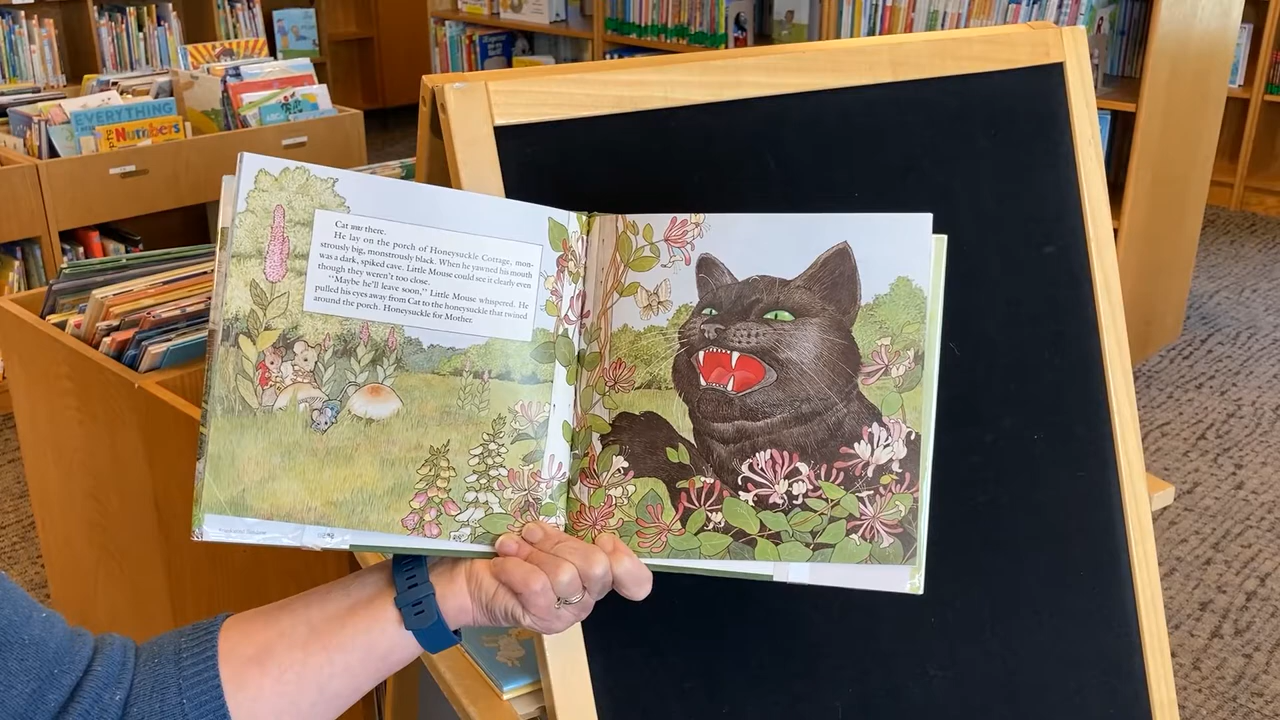 EVERYTHING
Numbers
Cat was there.
He lay on the porch of Honeysuckle Cottage, mon-
strously big, monstrously black. When he yawned his mouth
was a dark, spiked cave. Little Mouse could see it clearly even
though they weren't too close.
"Maybe he'll leave soon," Little Mouse whispered. He
pulled his eyes away from Cat to the honeysuckle that twined
around the porch. Honeysuckle for Mother.